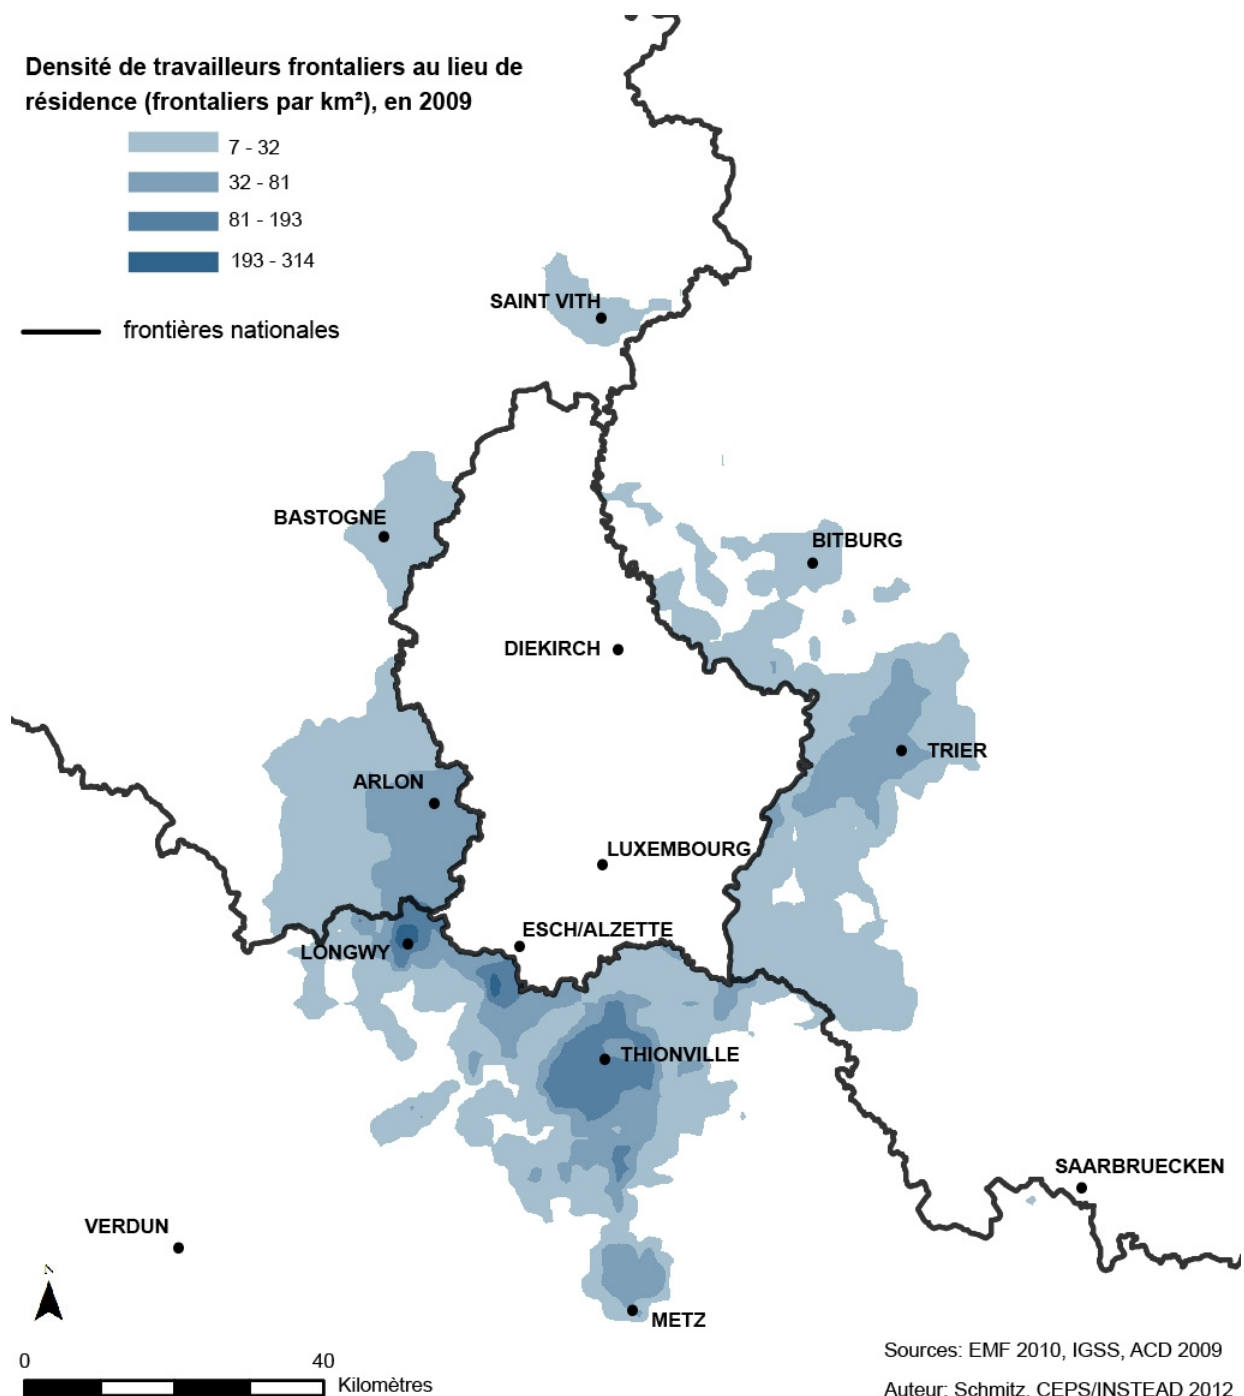 Densité de travailleurs frontaliers au lieu de
résidence (frontaliers par km²), en 2009
7 - 32
32 - 81
81 - 193
193 - 314
frontières nationales
SAINT VITH
BASTOGNE
BITBURG
DIEKIRCH
TRIER
ARLON
LUXEMBOURG
ESCH/ALZETTE
LONGWY
THIONVILLE
SAARBRUECKEN
VERDUN
METZ
N
0 40
Kilomètres
Sources: EMF 2010, IGSS, ACD 2009
Auteur: Schmitz, CEPS/INSTEAD 2012